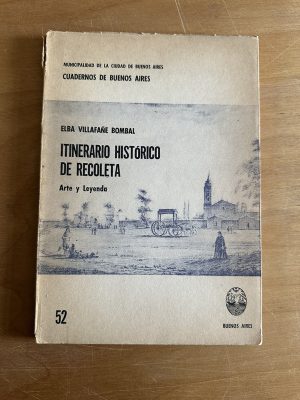 MUNICIPALIDAD DE LA CIUDAD DE BUENOS AIRES
CUADERNOS DE BUENOS AIRES
ELBA VILLAFAÑE BOMBAL
ITINERARIO HISTÓRICO
DE RECOLETA
Arte y Leyenda
52
BUENOS AIRES